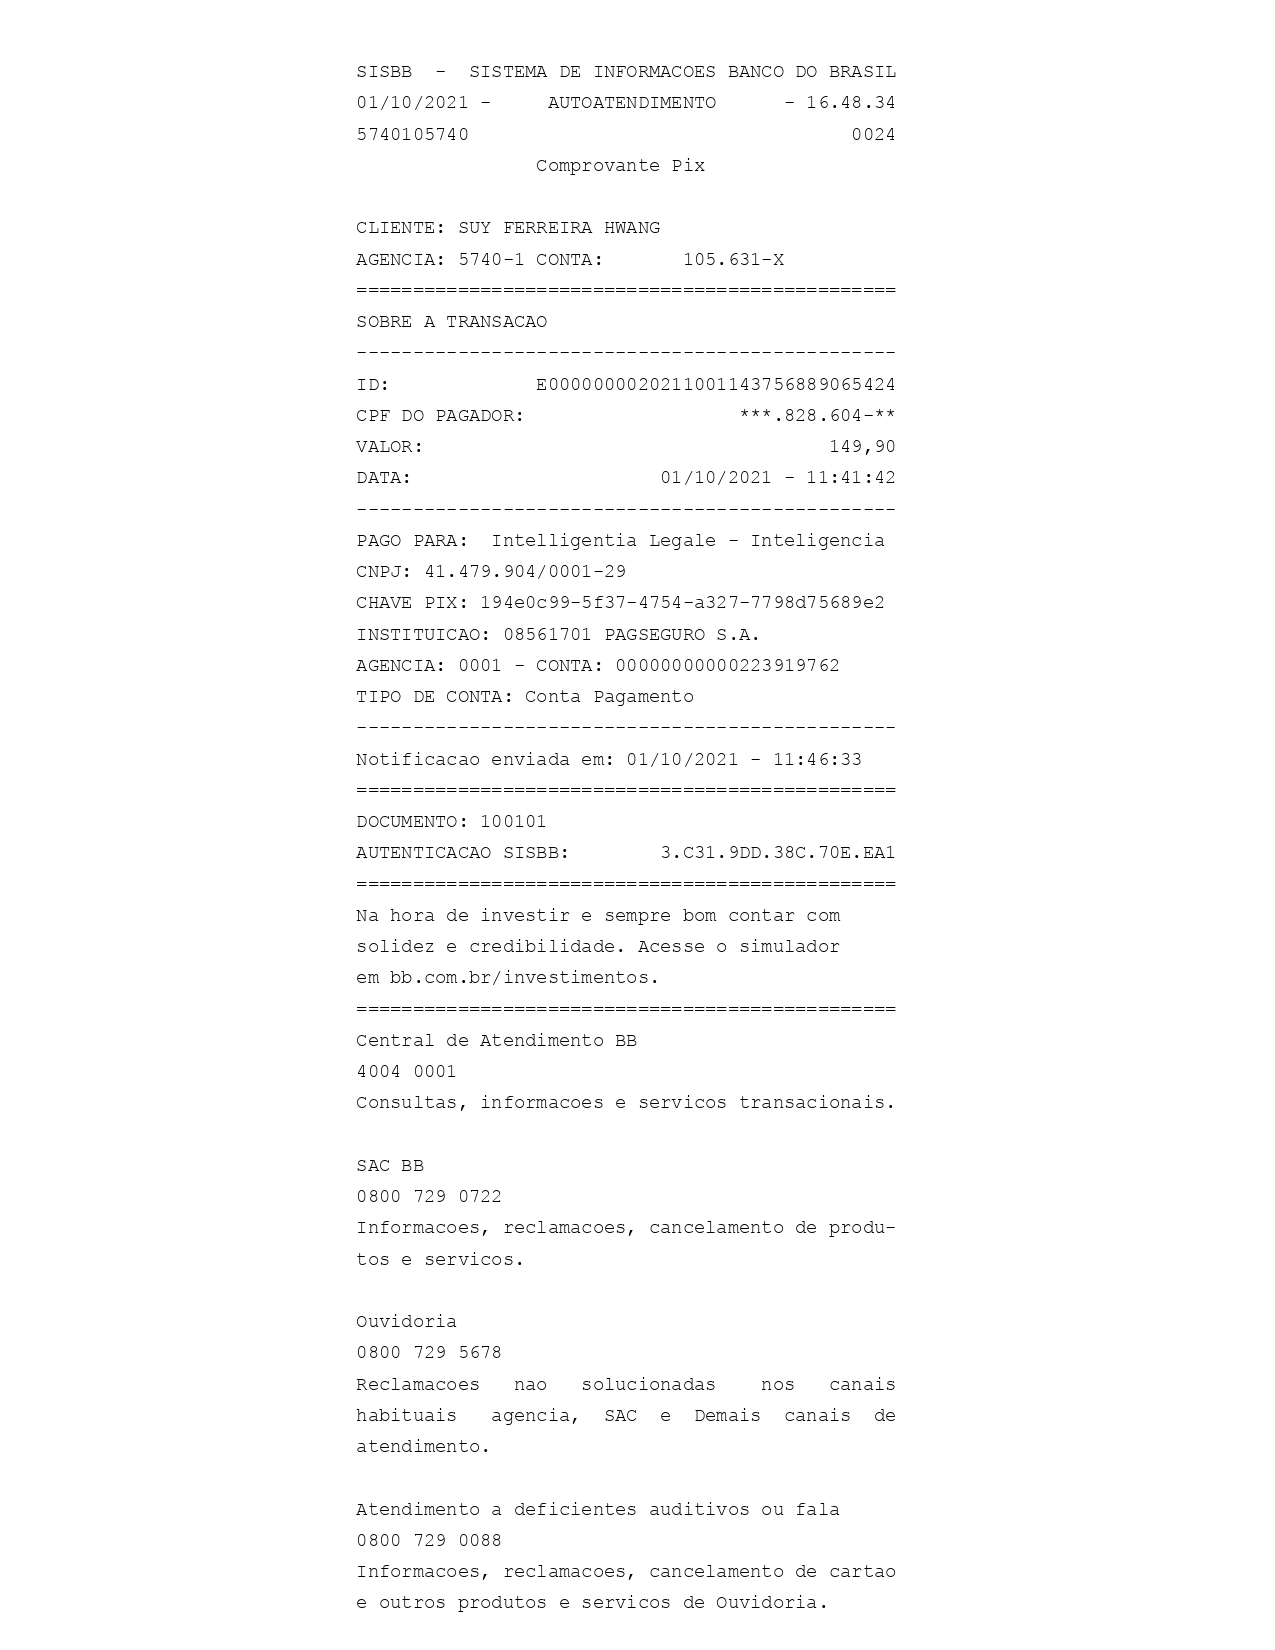 SISBB  -  SISTEMA DE INFORMACOES BANCO DO BRASIL
01/10/2021 -     AUTOATENDIMENTO      - 16.48.34
5740105740                                  0024
Comprovante Pix
CLIENTE: SUY FERREIRA HWANG
AGENCIA: 5740-1 CONTA:       105.631-X
================================================
SOBRE A TRANSACAO
------------------------------------------------
ID:             E00000000202110011437568890​65424
CPF DO PAGADOR:                   ***.828.604-**
VALOR:                                    149,90
DATA:                      01/10/2021 - 11:41:42
------------------------------------------------
PAGO PARA:  Intelligentia Legale - Inteligencia
CNPJ: 41.479.904/0001-29
CHAVE PIX: 194e0c99-5f37-4754-a327-7798d75689e2
INSTITUICAO: 08561701 PAGSEGURO S.A.
AGENCIA: 0001 - CONTA: 00000000000223919762
TIPO DE CONTA: Conta Pagamento
------------------------------------------------
Notificacao enviada em: 01/10/2021 - 11:46:33
================================================
DOCUMENTO: 100101
AUTENTICACAO SISBB:        3.C31.9DD.38C.70E.EA1
================================================
Na hora de investir e sempre bom contar com
solidez e credibilidade. Acesse o simulador
em bb.com.br/investimentos.
================================================
Central de Atendimento BB
4004 0001
Consultas, informacoes e servicos transacionais.
SAC BB
0800 729 0722
Informacoes, reclamacoes, cancelamento de produ-
tos e servicos.
Ouvidoria
0800 729 5678
Reclamacoes   nao   solucionadas    nos   canais
habituais   agencia,  SAC  e  Demais  canais  de
atendimento.
Atendimento a deficientes auditivos ou fala
0800 729 0088
Informacoes, reclamacoes, cancelamento de cartao
e outros produtos e servicos de Ouvidoria.